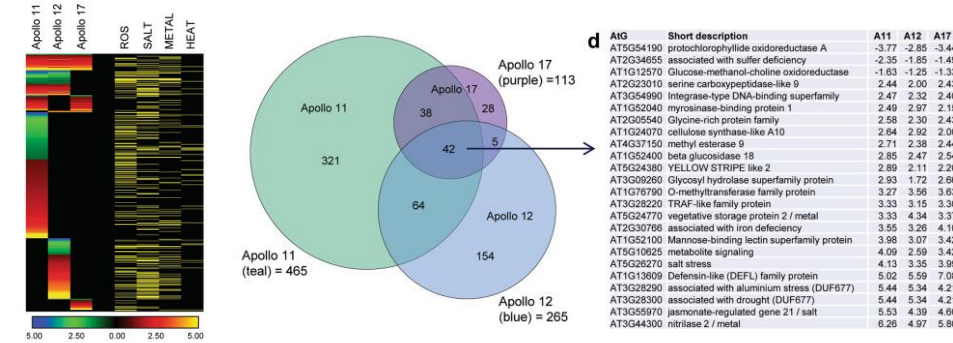 Apollo 11
Apollo 12
Apollo 17
ROS
SALT
METAL
HEAT
5.00 2.50 0.00 2.50 5.00
Apollo 11
321
Apollo 17
38
28
42
5
64
Apollo 12
154
Apollo 17
(purple) =113
Apollo 11
(teal) = 465
Apollo 12
(blue) = 265
d
AtG Short description A11 A12 A17
AT5G54190 protochlorophyllide oxidoreductase A -3.77 -2.85
AT2G34655 associated with sulfer deficiency -2.35 -1.85
AT1G12570 Glucose-methanol-choline oxidoreductase -1.63 -1.25
AT2G23010 serine carboxypeptidase-like 9 2.44 2.00
AT3G54990 Integrase-type DNA-binding superfamily 2.47 2.32
AT1G52040 myrosinase-binding protein 1 2.49 2.97
AT2G05540 Glycine-rich protein family 2.58 2.30
AT1G24070 cellulose synthase-like A10 2.64 2.92
AT4G37150 methyl esterase 9 2.71 2.38
AT1G52400 beta glucosidase 18 2.85 2.47
AT5G24380 YELLOW STRIPE like 2 2.89 2.11
AT3G09260 Glycosyl hydrolase superfamily protein 2.93 1.72
AT1G76790 O-methyltransferase family protein 3.27 3.56
AT3G28220 TRAF-like family protein 3.33 3.15
AT5G24770 vegetative storage protein 2 / metal 3.33 4.34
AT2G30766 associated with iron defeciency 3.55 3.26
AT1G52100 Mannose-binding lectin superfamily protein 3.98 3.07
AT5G10625 metabolite signaling 4.09 2.59
AT5G26270 salt stress 4.13 3.35
AT1G13609 Defensin-like (DEFL) family protein 5.02 5.59
AT3G28290 associated with aluminium stress (DUF677) 5.44 5.34
AT3G28300 associated with drought (DUF677) 5.44 5.34
AT3G55970 jasmonate-regulated gene 21 / salt 5.53 4.39
AT3G44300 nitrilase 2 / metal 6.26 4.97